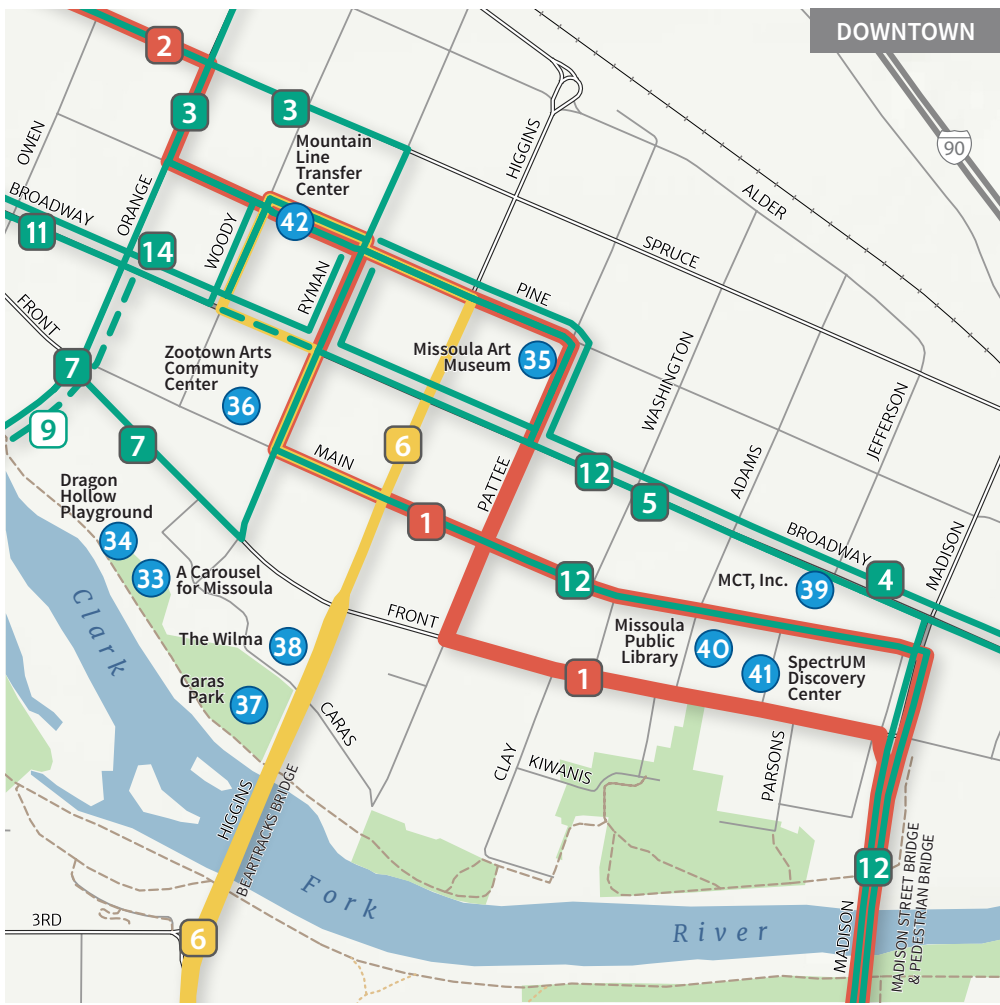 DOWNTOWN
2
3
3
Mountain
Line
Transfer
Center
HIGGINS
90
OWEN
BROADWAY
ORANGE
ALDER
42
11
14
WOODY
SPRUCE
RYMAN
PINE
FRONT
Zootown Arts
Community
Center
Missoula Art
Museum
35
7
36
WASHINGTON
JEFFERSON
9
7
6
MAIN
ADAMS
PATTEE
12
5
Dragon
Hollow
Playground
34
1
BROADWAY
MADISON
33
A Carousel
for Missoula
12
MCT, Inc.
39
4
Clark
FRONT
The Wilma
38
Missoula
Public
Library
40
41
SpectrUM
Discovery
Center
Caras
Park
37
1
CARAS
CLAY
KIWANIS
PARSONS
HIGGINS
BEARTRACKS BRIDGE
12
Fork
3RD
6
River
MADISON
MADISON STREET BRIDGE
& PEDESTRIAN BRIDGE